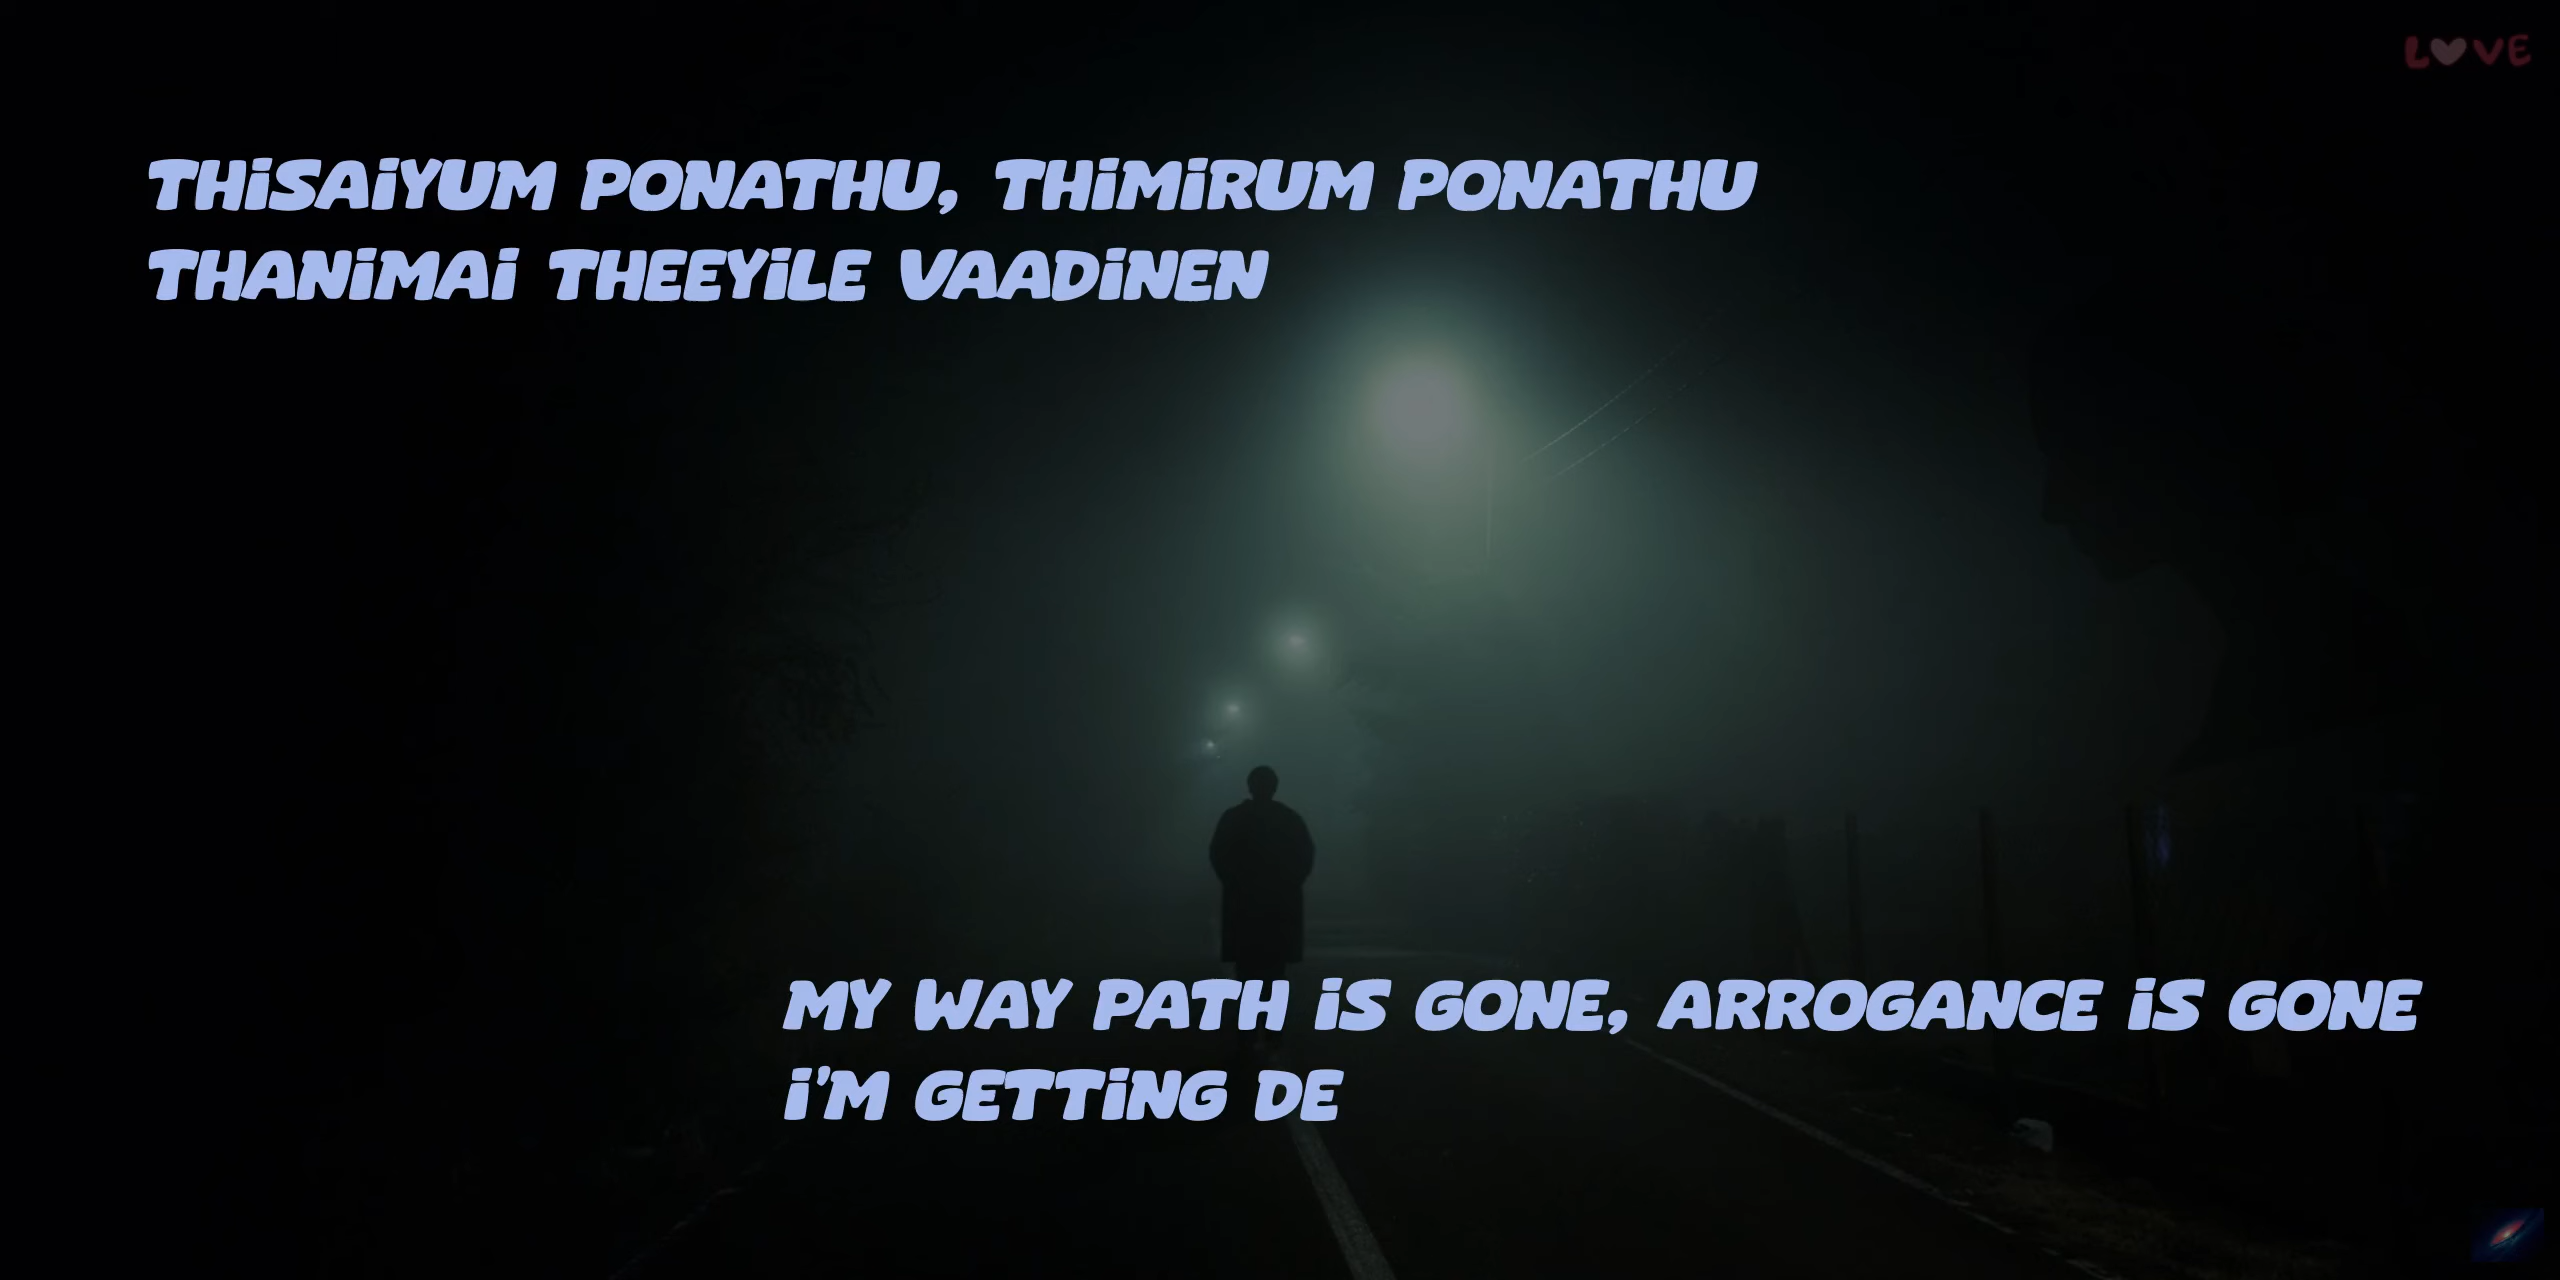 LOVE
THiSAiYUM PONATHU, THiMiRUM PONATHU
THANiMAi THEEYiLE VAADiNEN
MY WAY PATH iS GONE, ARROGANCE iS GONE
i'M GETTiNG DE